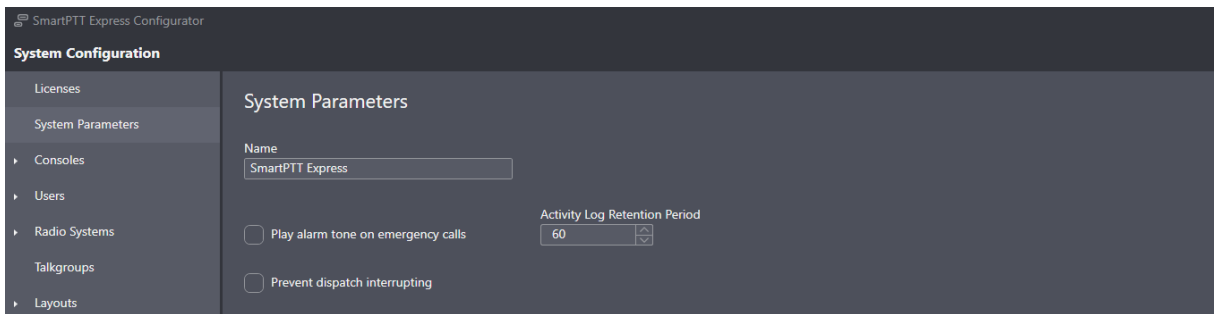 SmartPTT Express Configurator
System Configuration
Licenses
System Parameters
Consoles
Users
Radio Systems
Talkgroups
Layouts
System Parameters
Name
SmartPTT Express
Activity Log Retention Period
Play alarm tone on emergency calls
60
Prevent dispatch interrupting